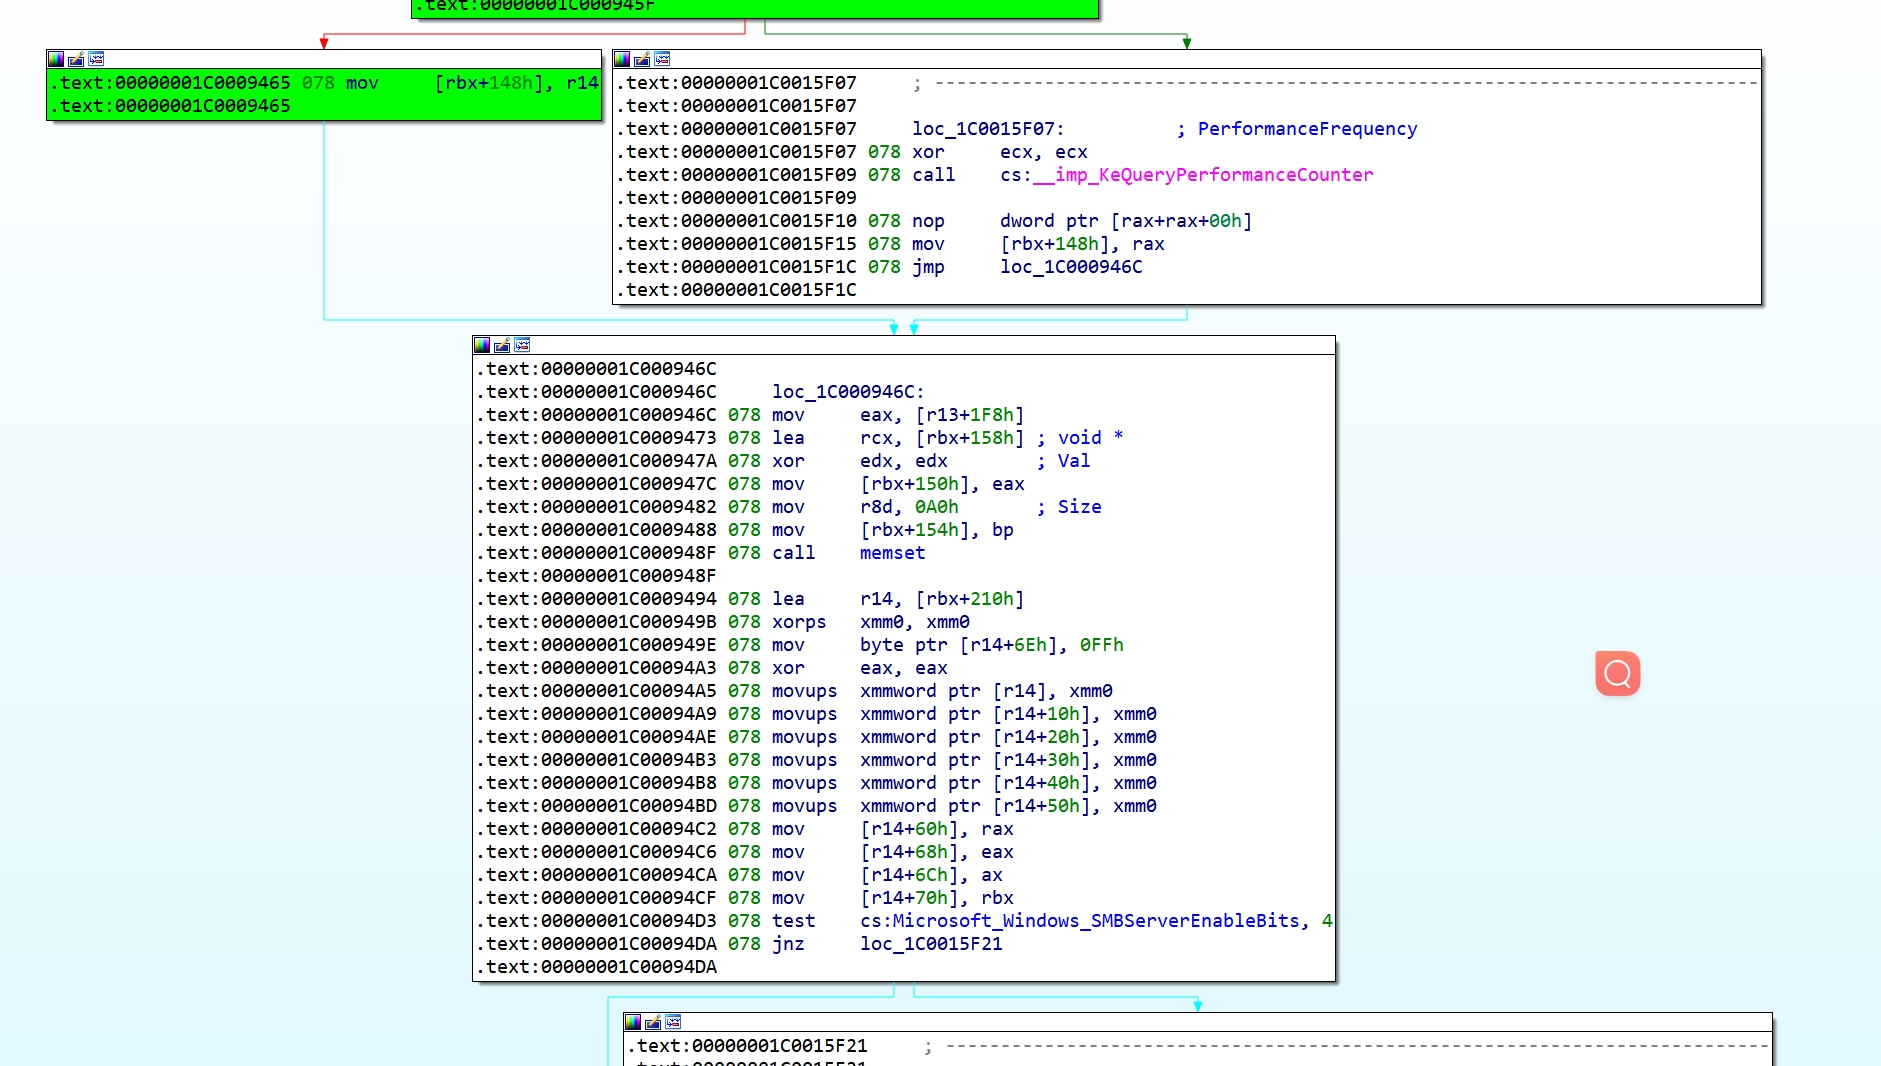 .text:00000001C000945F
.text:00000001C0009465 078 mov     [rbx+148h], r14
.text:00000001C0009465
.text:00000001C0015F07     ; ---------------------------------------------------------------------------
.text:00000001C0015F07
.text:00000001C0015F07     loc_1C0015F07:          ; PerformanceFrequency
.text:00000001C0015F07 078 xor     ecx, ecx
.text:00000001C0015F09 078 call    cs:__imp_KeQueryPerformanceCounter
.text:00000001C0015F09
.text:00000001C0015F10 078 nop     dword ptr [rax+rax+00h]
.text:00000001C0015F15 078 mov     [rbx+148h], rax
.text:00000001C0015F1C 078 jmp     loc_1C000946C
.text:00000001C0015F1C
.text:00000001C000946C
.text:00000001C000946C     loc_1C000946C:
.text:00000001C000946C 078 mov     eax, [r13+1F8h]
.text:00000001C0009473 078 lea     rcx, [rbx+158h] ; void *
.text:00000001C000947A 078 xor     edx, edx        ; Val
.text:00000001C000947C 078 mov     [rbx+150h], eax
.text:00000001C0009482 078 mov     r8d, 0A0h       ; Size
.text:00000001C0009488 078 mov     [rbx+154h], bp
.text:00000001C000948F 078 call    memset
.text:00000001C000948F
.text:00000001C0009494 078 lea     r14, [rbx+210h]
.text:00000001C000949B 078 xorps   xmm0, xmm0
.text:00000001C000949E 078 mov     byte ptr [r14+6Eh], 0FFh
.text:00000001C00094A3 078 xor     eax, eax
.text:00000001C00094A5 078 movups  xmmword ptr [r14], xmm0
.text:00000001C00094A9 078 movups  xmmword ptr [r14+10h], xmm0
.text:00000001C00094AE 078 movups  xmmword ptr [r14+20h], xmm0
.text:00000001C00094B3 078 movups  xmmword ptr [r14+30h], xmm0
.text:00000001C00094B8 078 movups  xmmword ptr [r14+40h], xmm0
.text:00000001C00094BD 078 movups  xmmword ptr [r14+50h], xmm0
.text:00000001C00094C2 078 mov     [r14+60h], rax
.text:00000001C00094C6 078 mov     [r14+68h], eax
.text:00000001C00094CA 078 mov     [r14+6Ch], ax
.text:00000001C00094CF 078 mov     [r14+70h], rbx
.text:00000001C00094D3 078 test    cs:Microsoft_Windows_SMBServerEnableBits, 4
.text:00000001C00094DA 078 jnz     loc_1C0015F21
.text:00000001C00094DA
.text:00000001C0015F21     ; ---------------------------------------------------------------------------
.text:00000001C0015F21